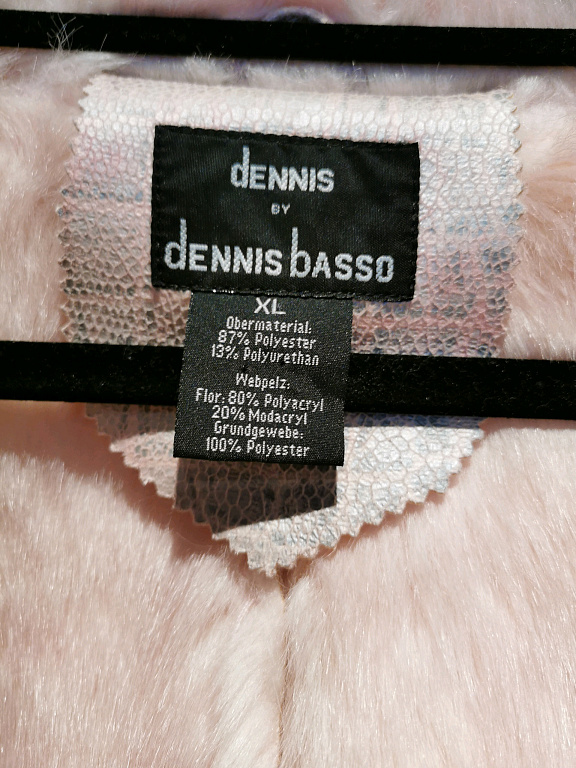 dENNIS
BY
dENNIS bASSO
XL
Obermaterial:
87% Polyester
13% Polyurethan
Webpelz:
Flor: 80% Polyacryl
20% Modacryl
Grundgewebe:
100% Polyester